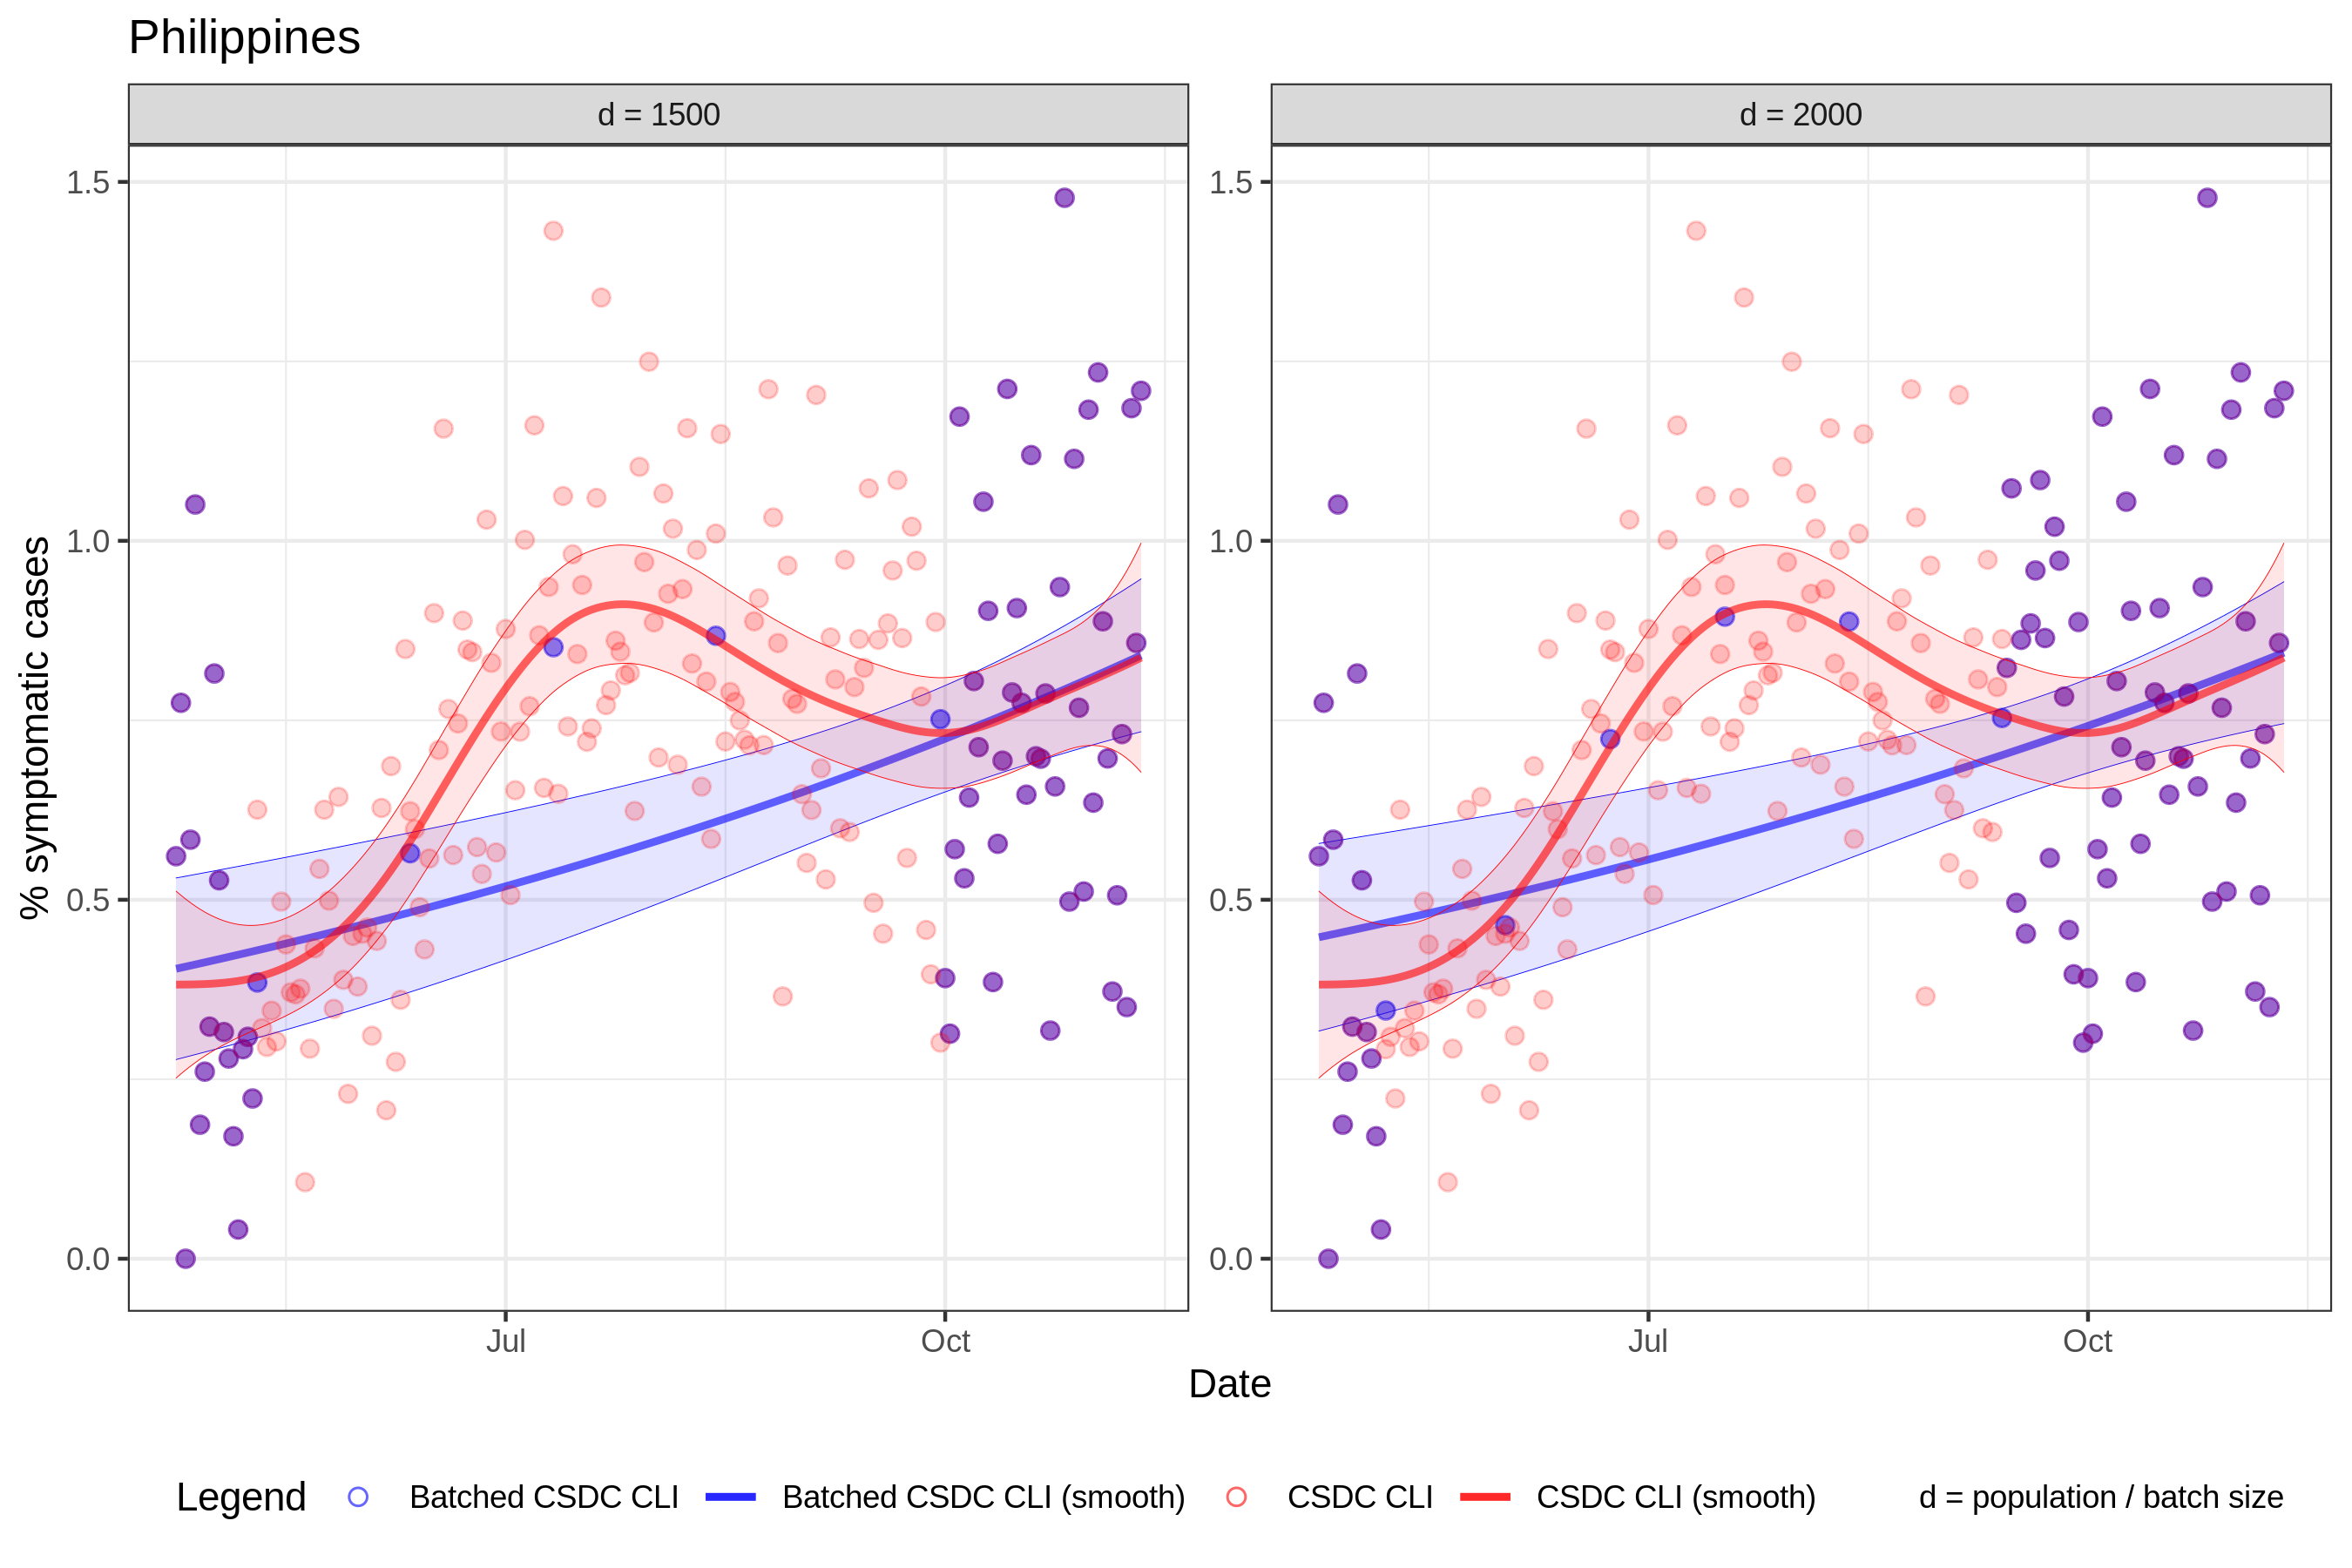 Philippines
d = 1500
d = 2000
% symptomatic cases
1.5
1.0
0.5
0.0
1.5
1.0
0.5
0.0
Jul
Oct
Jul
Oct
Date
Legend
Batched CSDC CLI
Batched CSDC CLI (smooth)
CSDC CLI
CSDC CLI (smooth)
d = population / batch size